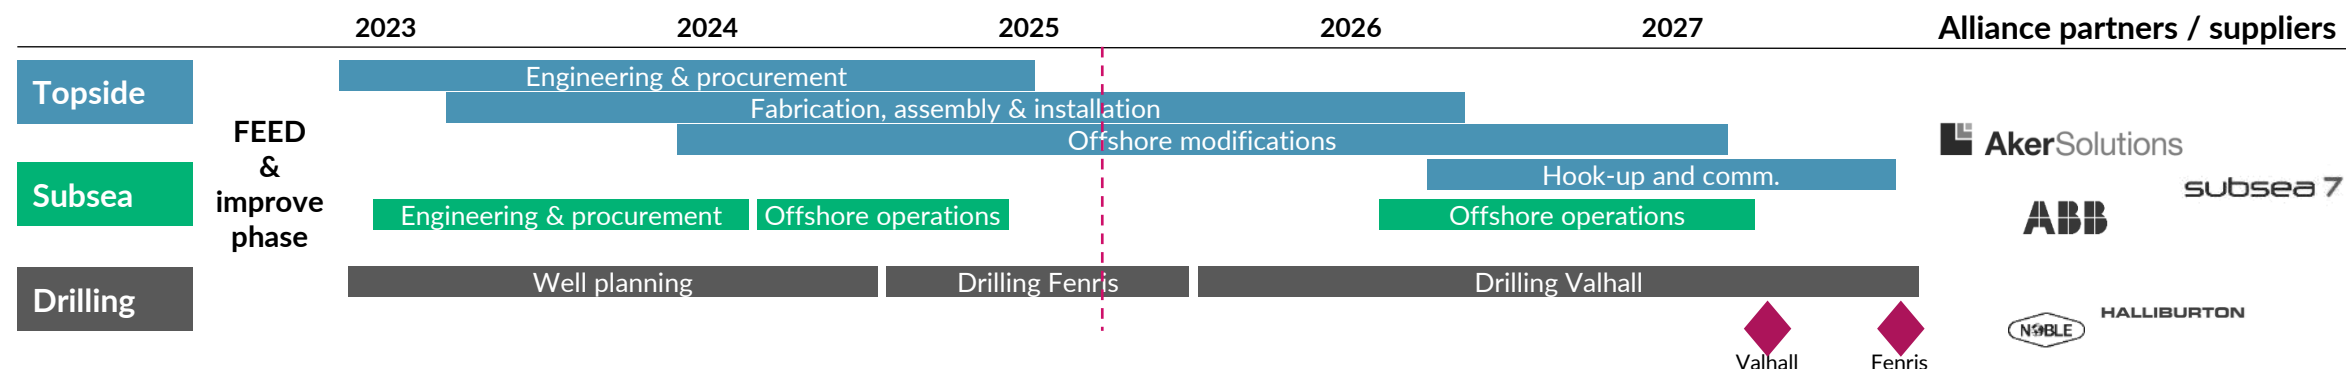 2023 2024 2025 2026 2027 Alliance partners / suppliers
Topside
Engineering & procurement
Fabrication, assembly & installation
Offshore modifications
Hook-up and comm.
FEED
&
improve
phase
Subsea
Engineering & procurement
Offshore operations
Offshore operations
Drilling
Well planning
Drilling Fenris
Drilling Valhall
Valhall
Fenris
AkerSolutions
subsea 7
ABB
HALLIBURTON
NOBLE